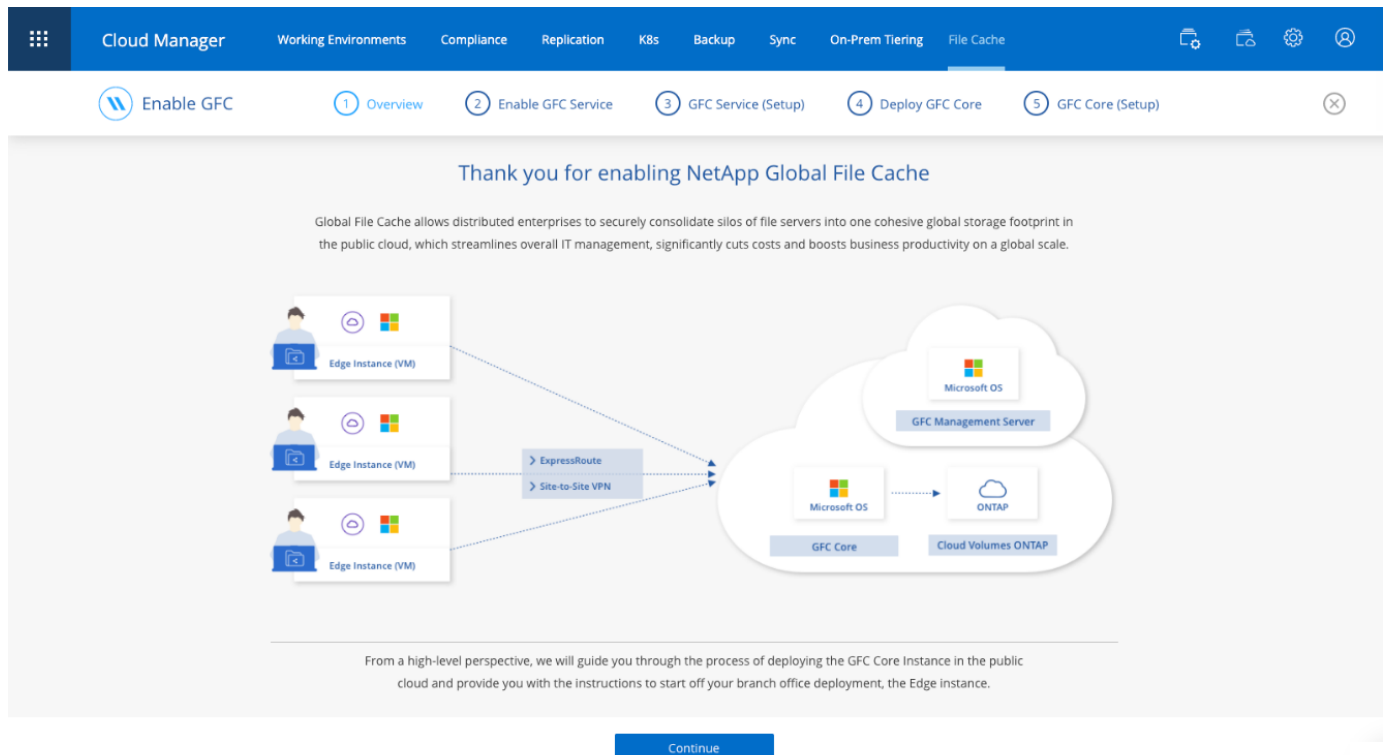 Cloud Manager
Working Environments
Compliance
Replication
K8s
Backup
Sync
On-Prem Tiering
File Cache
Enable GFC
1 Overview
2 Enable GFC Service
3 GFC Service (Setup)
4 Deploy GFC Core
5 GFC Core (Setup)
Thank you for enabling NetApp Global File Cache
Global File Cache allows distributed enterprises to securely consolidate silos of file servers into one cohesive global storage footprint in
the public cloud, which streamlines overall IT management, significantly cuts costs and boosts business productivity on a global scale.
Edge Instance (VM)
Edge Instance (VM)
Edge Instance (VM)
> ExpressRoute
> Site-to-Site VPN
Microsoft OS
GFC Management Server
Microsoft OS
GFC Core
ONTAP
Cloud Volumes ONTAP
From a high-level perspective, we will guide you through the process of deploying the GFC Core Instance in the public
cloud and provide you with the instructions to start off your branch office deployment, the Edge instance.
Continue